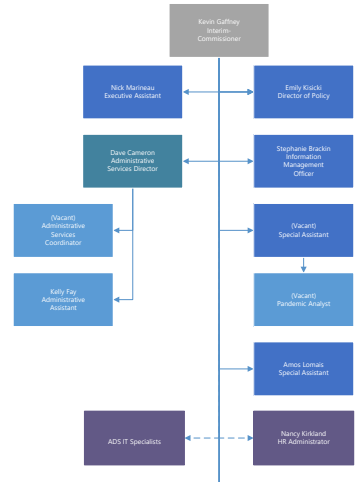 Kevin Gaffney
Interim-
Commissioner
Nick Marineau
Executive Assistant
Emily Kisicki
Director of Policy
Dave Cameron
Administrative
Services Director
Stephanie Brackin
Information
Management
Officer
(Vacant)
Administrative
Services
Coordinator
(Vacant)
Special Assistant
Kelly Fay
Administrative
Assistant
(Vacant)
Pandemic Analyst
Amos Lomais
Special Assistant
ADS IT Specialists
Nancy Kirkland
HR Administrator